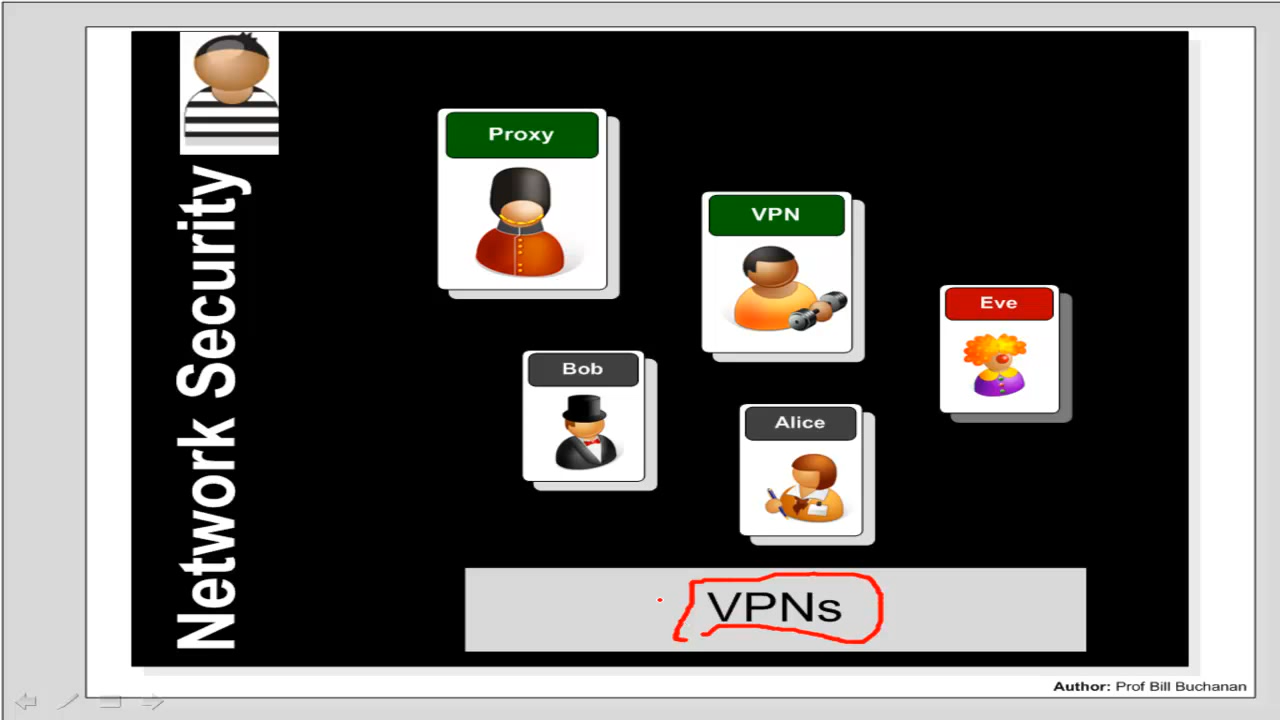 Network Security
Proxy
VPN
Eve
Bob
Alice
VPNs
Author: Prof Bill Buchanan